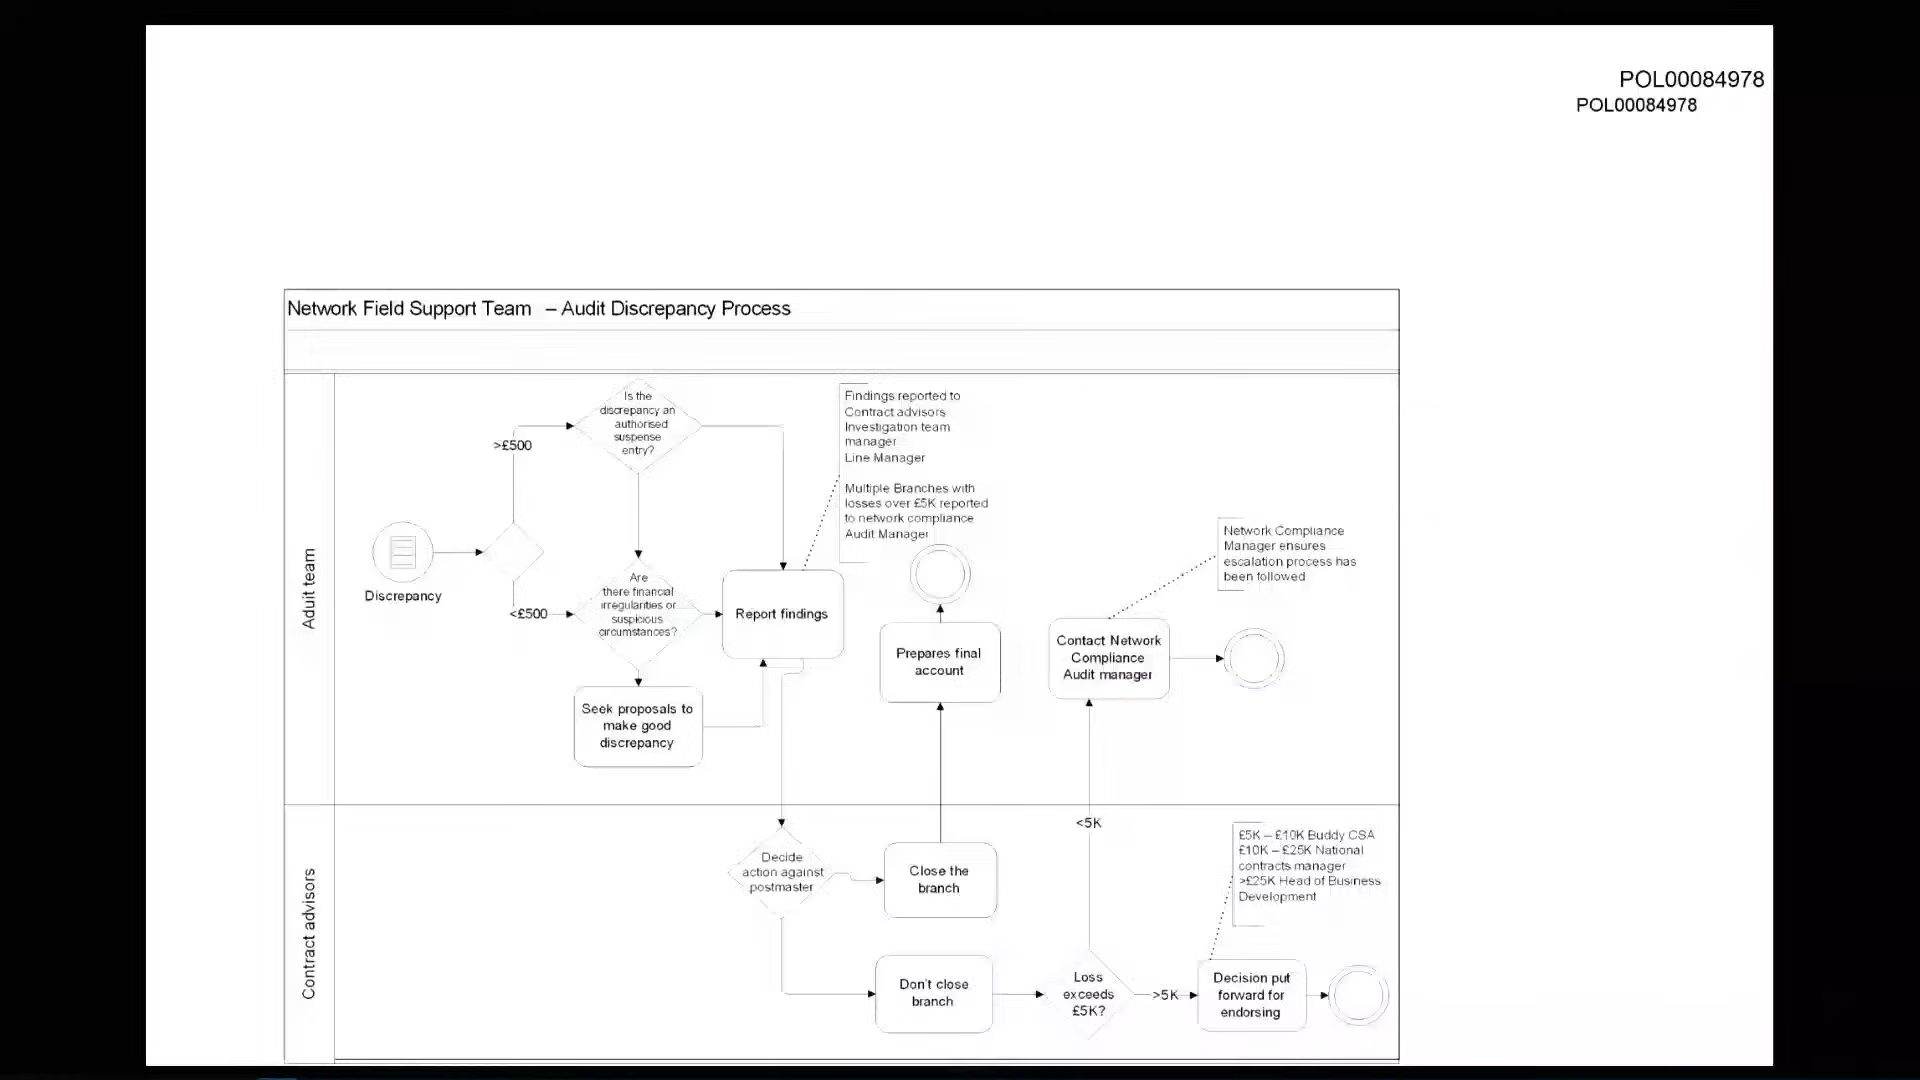 POL00084978
POL00084978
Network Field Support Team – Audit Discrepancy Process
Aduit team
Discrepancy
>£500
<£500
Is the
discrepancy an
authorised
suspense
entry?
Are
there financial
irregularities or
suspicious
circumstances?
Seek proposals to
make good
discrepancy
Report findings
Findings reported to
Contract advisors
Investigation team
manager
Line Manager
Multiple Branches with
losses over £5K reported
to network compliance
Audit Manager
Prepares final
account
Contact Network
Compliance
Audit manager
Network Compliance
Manager ensures
escalation process has
been followed
Contract advisors
Decide
action against
postmaster
Close the
branch
Don't close
branch
Loss
exceeds
£5K?
<5K
>5K
Decision put
forward for
endorsing
£5K – £10K Buddy CSA
£10K – £25K National
contracts manager
>£25K Head of Business
Development